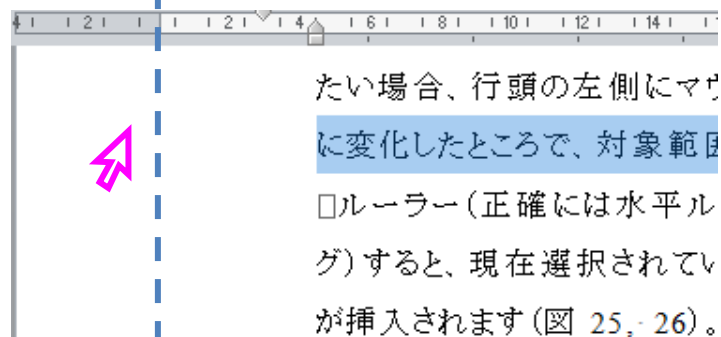 4 2 2 4 6 8 10 12 14
たい場合、行頭の左側にマウ
に変化したところで、対象範囲
□ルーラー(正確には水平ル
グ)すると、現在選択されてい
が挿入されます(図 25, 26)。